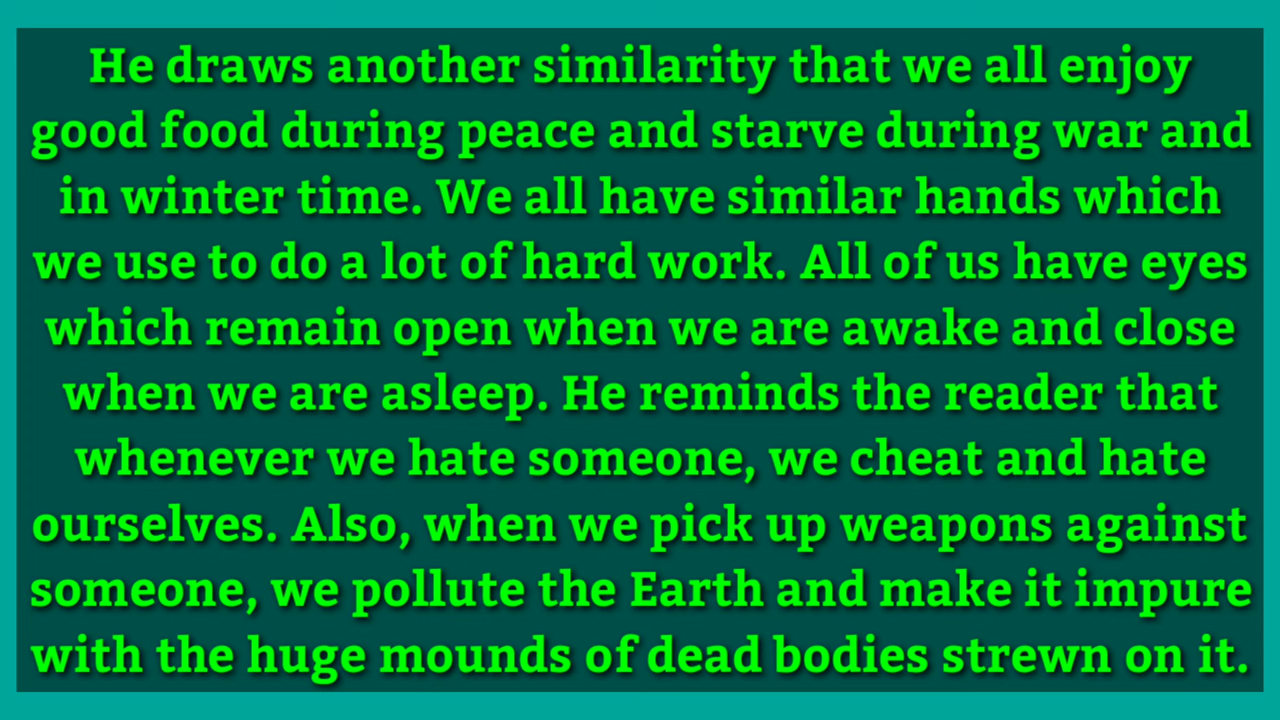 He draws another similarity that we all enjoy
good food during peace and starve during war and
in winter time. We all have similar hands which
we use to do a lot of hard work. All of us have eyes
which remain open when we are awake and close
when we are asleep. He reminds the reader that
whenever we hate someone, we cheat and hate
ourselves. Also, when we pick up weapons against
someone, we pollute the Earth and make it impure
with the huge mounds of dead bodies strewn on it.